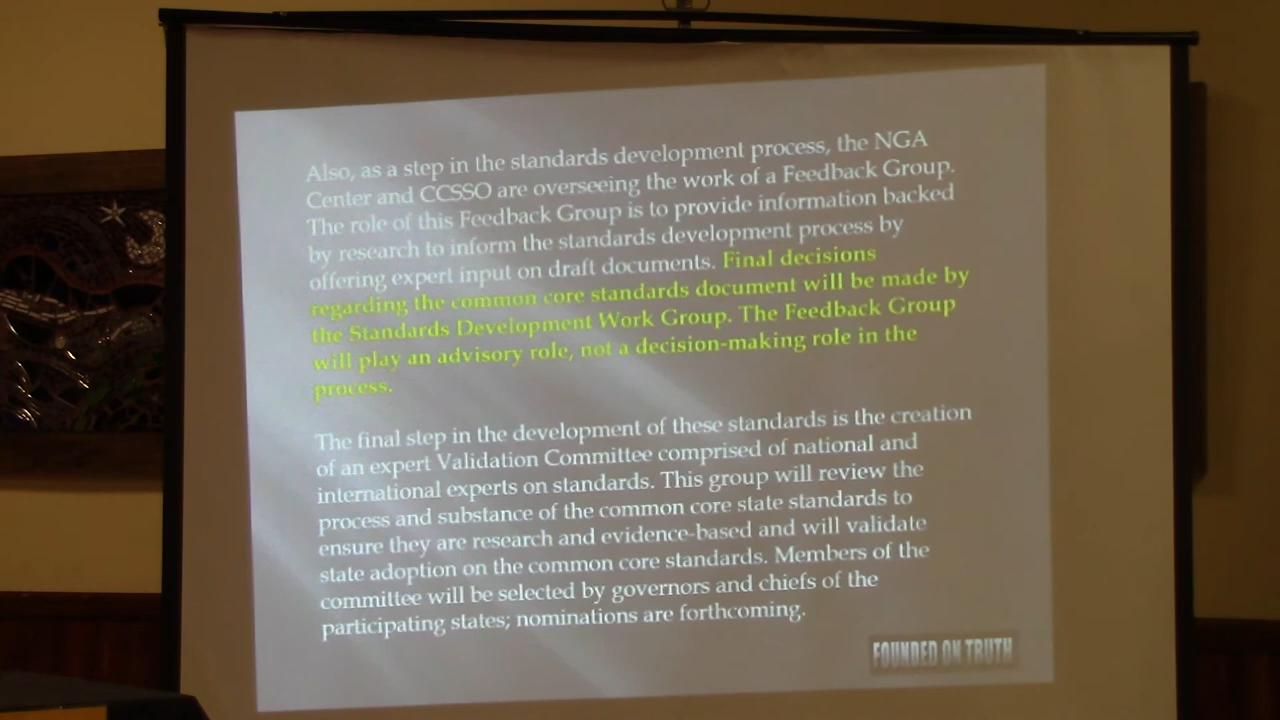 Also, as a step in the standards development process, the NGA
Center and CCSSO are overseeing the work of a Feedback Group.
The role of this Feedback Group is to provide information backed
by research to inform the standards development process by
offering expert input on draft documents. Final decisions
regarding the common core standards document will be made by
the Standards Development Work Group. The Feedback Group
will play an advisory role, not a decision-making role in the
process.
The final step in the development of these standards is the creation
of an expert Validation Committee comprised of national and
international experts on standards. This group will review the
process and substance of the common core state standards to
ensure they are research and evidence-based and will validate
state adoption on the common core standards. Members of the
committee will be selected by governors and chiefs of the
participating states; nominations are forthcoming.
FOUNDED ON TRUTH